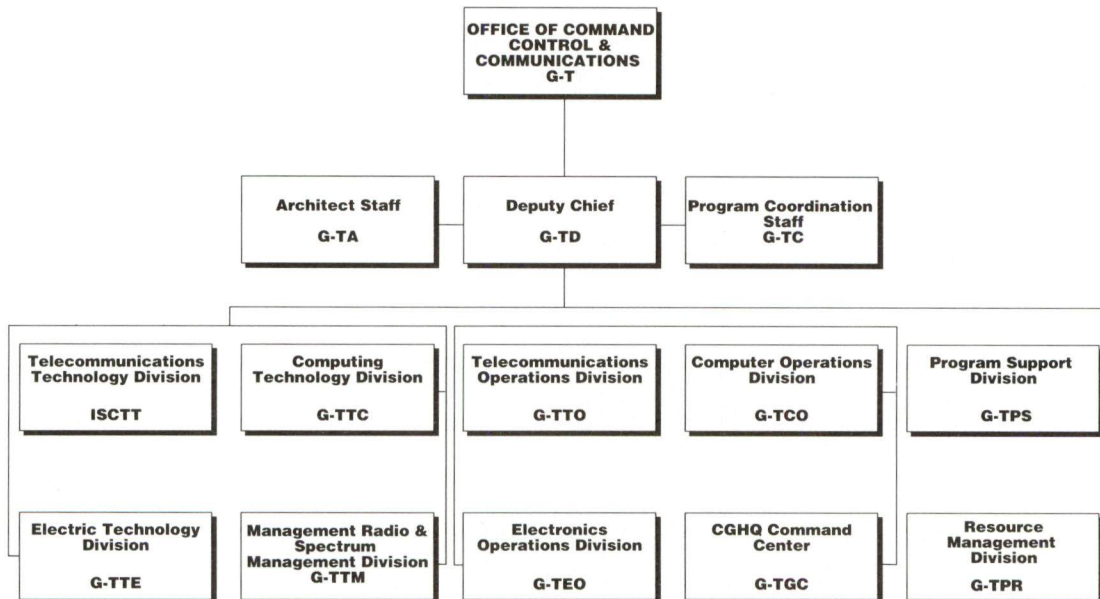 OFFICE OF COMMAND
CONTROL &
COMMUNICATIONS
G-T
Architect Staff
G-TA
Deputy Chief
G-TD
Program Coordination
Staff
G-TC
Telecommunications
Technology Division
ISCTT
Computing
Technology Division
G-TTC
Telecommunications
Operations Division
G-TTO
Computer Operations
Division
G-TCO
Program Support
Division
G-TPS
Electric Technology
Division
G-TTE
Management Radio &
Spectrum
Management Division
G-TTM
Electronics
Operations Division
G-TEO
CGHQ Command
Center
G-TGC
Resource
Management
Division
G-TPR